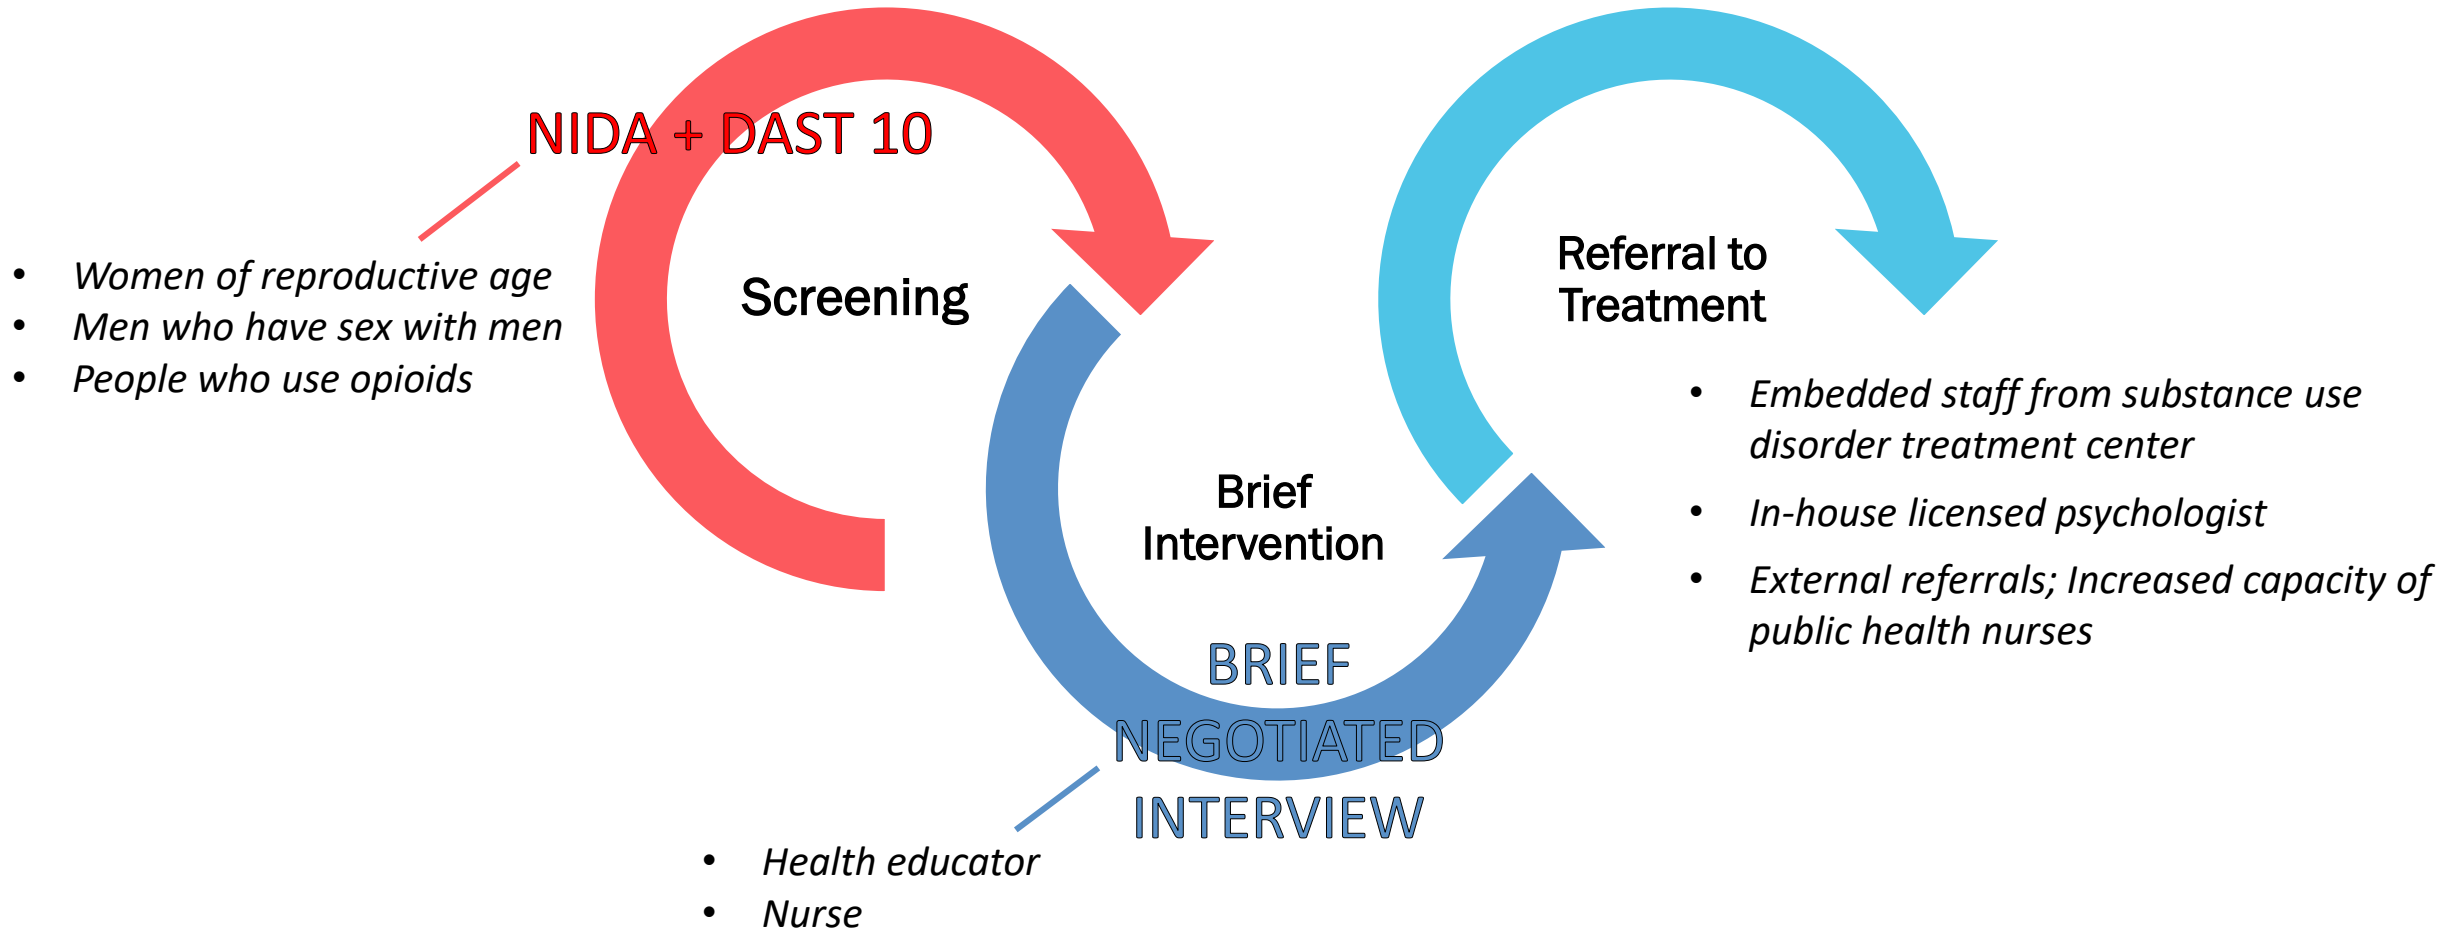 NIDA + DAST 10
• Women of reproductive age
• Men who have sex with men
• People who use opioids
Screening
Brief
Intervention
BRIEF
NEGOTIATED
INTERVIEW
• Health educator
• Nurse
Referral to
Treatment
• Embedded staff from substance use
disorder treatment center
• In-house licensed psychologist
• External referrals; Increased capacity of
public health nurses